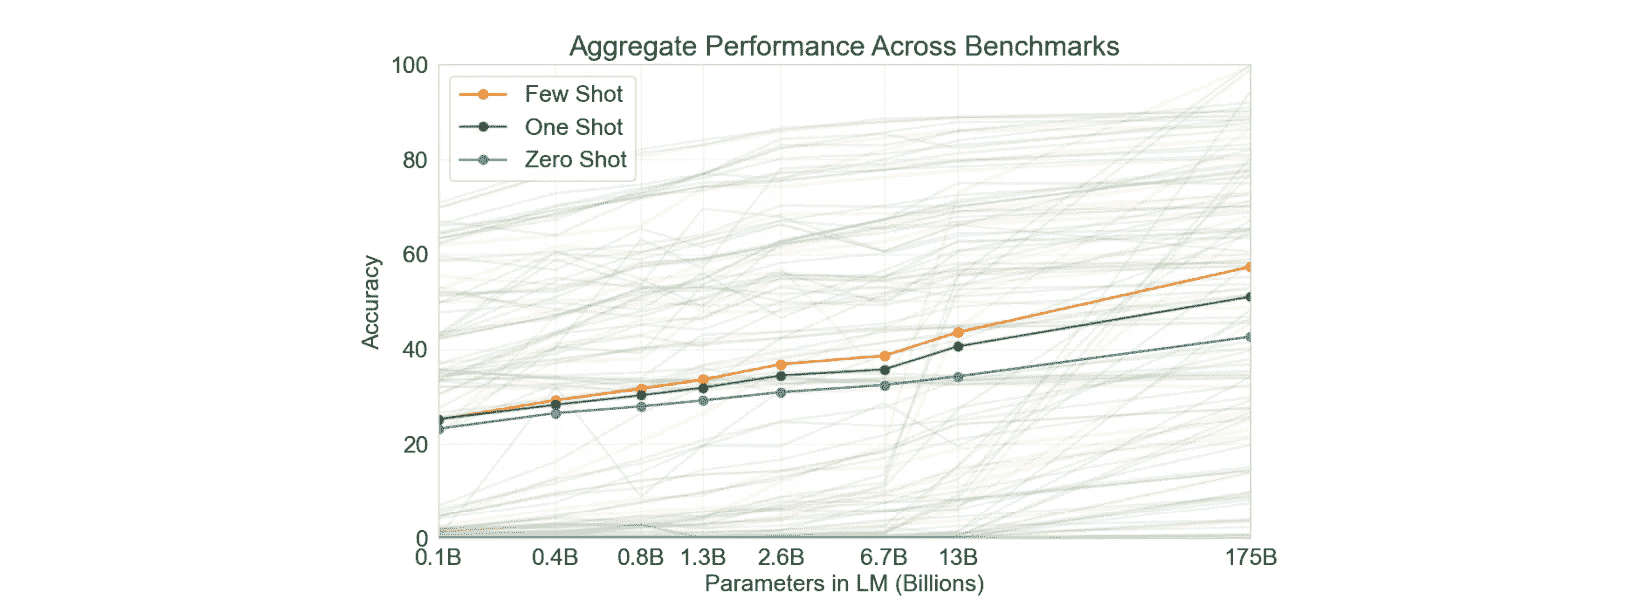 Aggregate Performance Across Benchmarks
100
80
60
40
20
0
Accuracy
Few Shot
One Shot
Zero Shot
0.1B 0.4B 0.8B 1.3B 2.6B 6.7B 13B 175B
Parameters in LM (Billions)